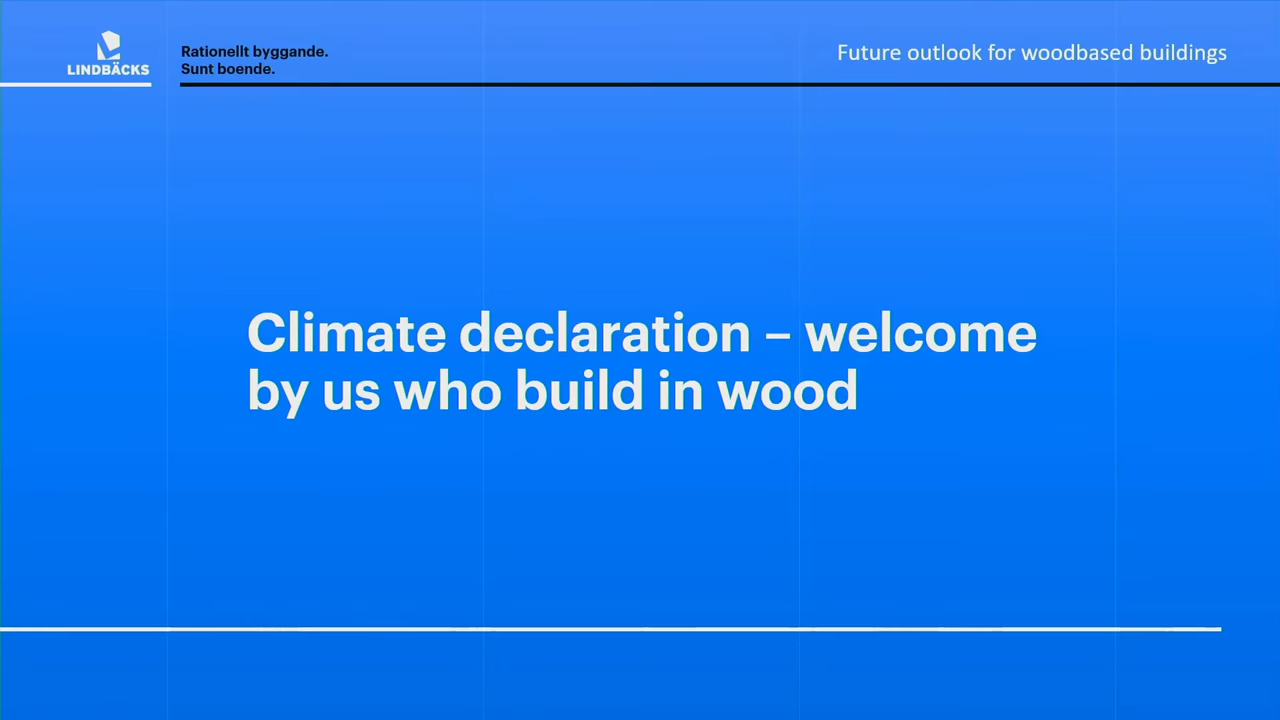 LINDBÄCKS
Rationellt byggande.
Sunt boende.
Future outlook for woodbased buildings
Climate declaration – welcome
by us who build in wood